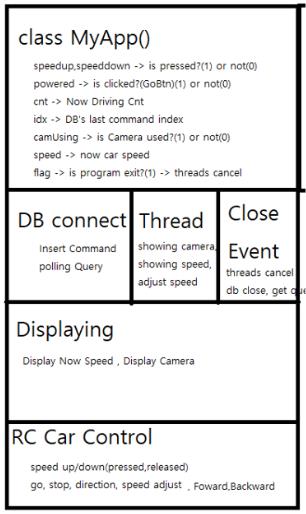 class MyApp()
speedup,speeddown -> is pressed?(1) or not(0)
powered -> is clicked?(GoBtn)(1) or not(0)
cnt -> Now Driving Cnt
idx -> DB's last command index
camUsing -> is Camera used?(1) or not(0)
speed -> now car speed
flag -> is program exit?(1) -> threads cancel
DB connect
Insert Command
polling Query
Thread
showing camera,
showing speed,
adjust speed
Close
Event
threads cancel
db close, get que
Displaying
Display Now Speed , Display Camera
RC Car Control
speed up/down(pressed,released)
go, stop, direction, speed adjust , Foward,Backward